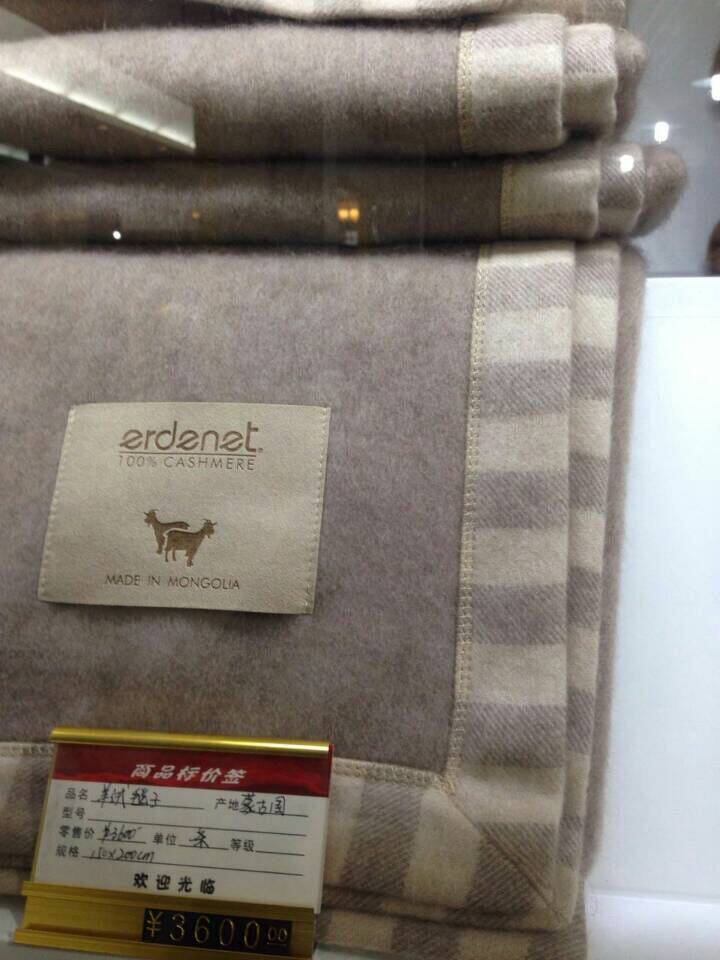 erdenet
100% CASHMERE
MADE IN MONGOLIA
商品标价签
品名 羊绒毯子 产地 蒙古国
型号
零售价 ¥3600 单位 条 等级
规格 150×200cm
欢迎光临
¥3600.00